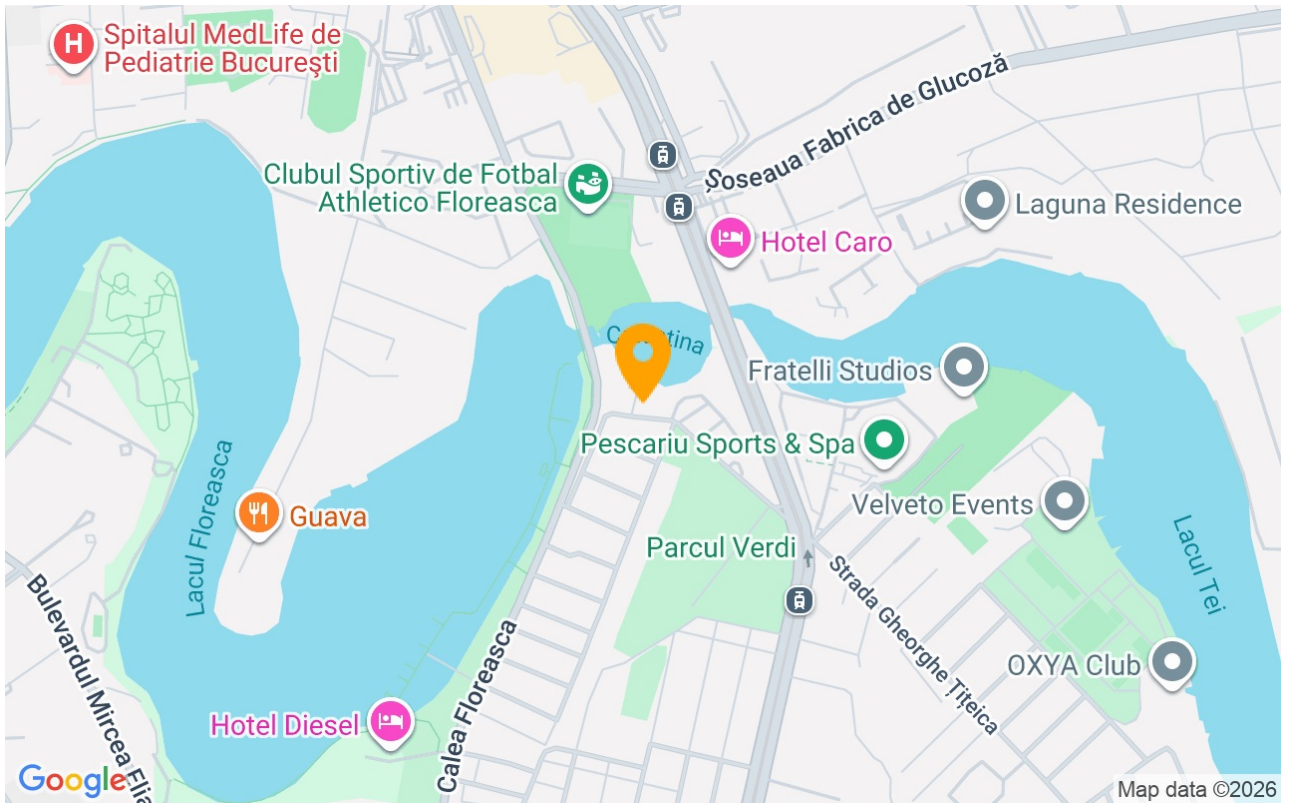 Spitalul MedLife de
Pediatrie București
Șoseaua Fabrica de Glucoză
Clubul Sportiv de Fotbal
Athletico Floreasca
Laguna Residence
Hotel Caro
Fratelli Studios
Pescariu Sports & Spa
Lacul Floreasca
Guava
Velveto Events
Parcul Verdi
Lacul Tei
Strada Gheorghe Țițeica
Bulevardul Mircea Elia
Calea Floreasca
OXYA Club
Hotel Diesel
Google
Map data ©2026